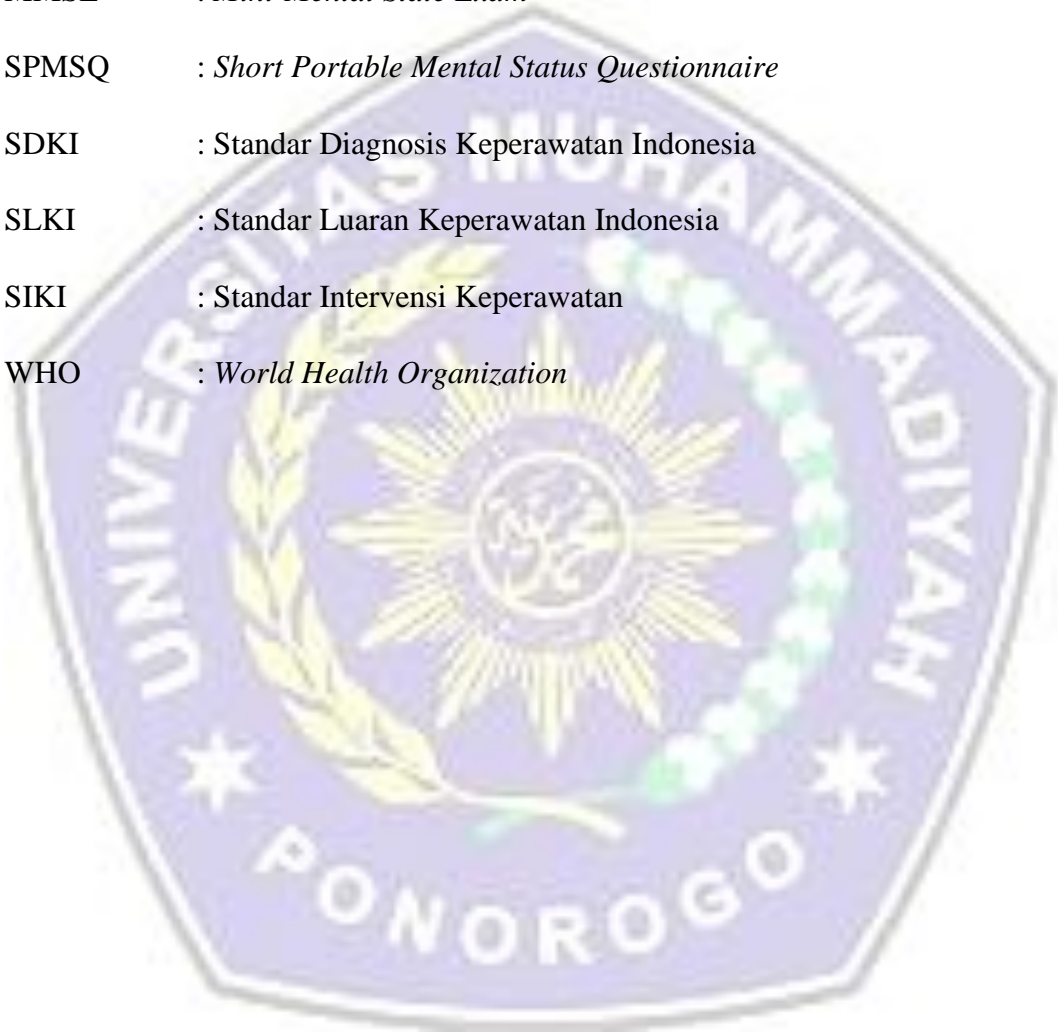 SPMSQ : Short Portable Mental Status Questionnaire
SDKI : Standar Diagnosis Keperawatan Indonesia
SLKI : Standar Luaran Keperawatan Indonesia
SIKI : Standar Intervensi Keperawatan
WHO : World Health Organization
UNIVERSITAS MUHAMMADIYAH
PONOROGO